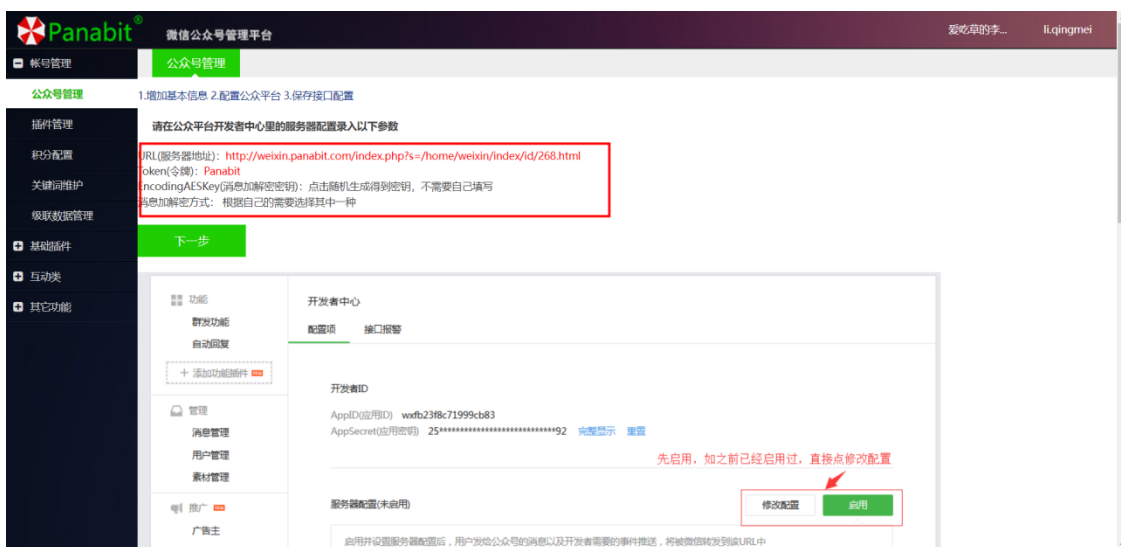 Panabit® 微信公众号管理平台 爱吃草的李... li.qingmei
帐号管理 公众号管理
公众号管理 1.增加基本信息 2.配置公众平台 3.保存接口配置
插件管理 请在公众平台开发者中心里的服务器配置录入以下参数
积分配置 URL(服务器地址)：http://weixin.panabit.com/index.php?s=/home/weixin/index/id/268.html
Token(令牌)：Panabit
关键词维护 EncodingAESKey(消息加解密密钥)：点击随机生成得到密钥，不需要自己填写
消息加解密方式： 根据自己的需要选择其中一种
级联数据管理
基础插件 下一步
互动类
其它功能
功能 开发者中心
群发功能 配置项 接口报警
自动回复
+ 添加功能插件
开发者ID
管理 AppID(应用ID) wxfb23f8c71999cb83
消息管理 AppSecret(应用密钥) 25****************************92 完整显示 重置
用户管理 先启用，如之前已经启用过，直接点修改配置
素材管理
推广 服务器配置(未启用) 修改配置 启用
广告主
启用并设置服务器配置后，用户发给公众号的消息以及开发者需要的事件推送，将被微信转发到该URL中